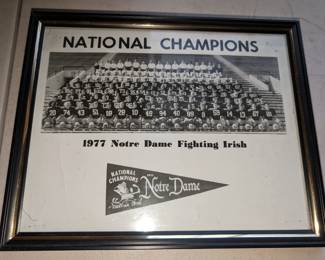 NATIONAL CHAMPIONS
1977 Notre Dame Fighting Irish
NATIONAL
CHAMPIONS
Notre Dame